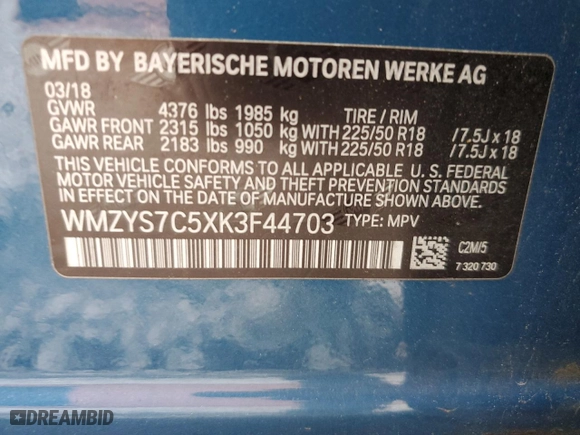 MFD BY BAYERISCHE MOTOREN WERKE AG
03/18
GVWR 4376 lbs 1985 kg TIRE / RIM
GAWR FRONT 2315 lbs 1050 kg WITH 225/50 R18 / 7.5J x 18
GAWR REAR 2183 lbs 990 kg WITH 225/50 R18 / 7.5J x 18
THIS VEHICLE CONFORMS TO ALL APPLICABLE U. S. FEDERAL
MOTOR VEHICLE SAFETY STANDARDS IN EFFECT ON THE DATE OF
MANUFACTURE SHOWN ABOVE.
WMZYS7C5XK3F44703 TYPE: MPV
C2M/5
7 320 730
DREAMBID